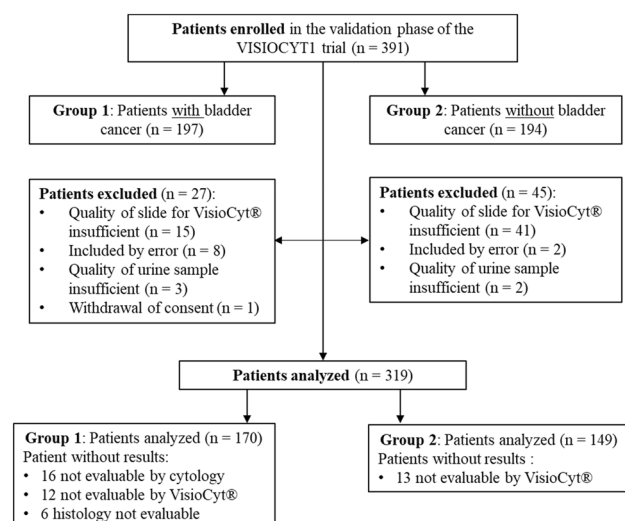 Patients enrolled in the validation phase of the
VISIOCYT1 trial (n = 391)
Group 1: Patients with bladder
cancer (n = 197)
Group 2: Patients without bladder
cancer (n = 194)
Patients excluded (n = 27):
• Quality of slide for VisioCyt®
insufficient (n = 15)
• Included by error (n = 8)
• Quality of urine sample
insufficient (n = 3)
• Withdrawal of consent (n = 1)
Patients excluded (n = 45):
• Quality of slide for VisioCyt®
insufficient (n = 41)
• Included by error (n = 2)
• Quality of urine sample
insufficient (n = 2)
Patients analyzed (n = 319)
Group 1: Patients analyzed (n = 170)
Patient without results:
• 16 not evaluable by cytology
• 12 not evaluable by VisioCyt®
• 6 histology not evaluable
Group 2: Patients analyzed (n = 149)
Patients without results :
• 13 not evaluable by VisioCyt®